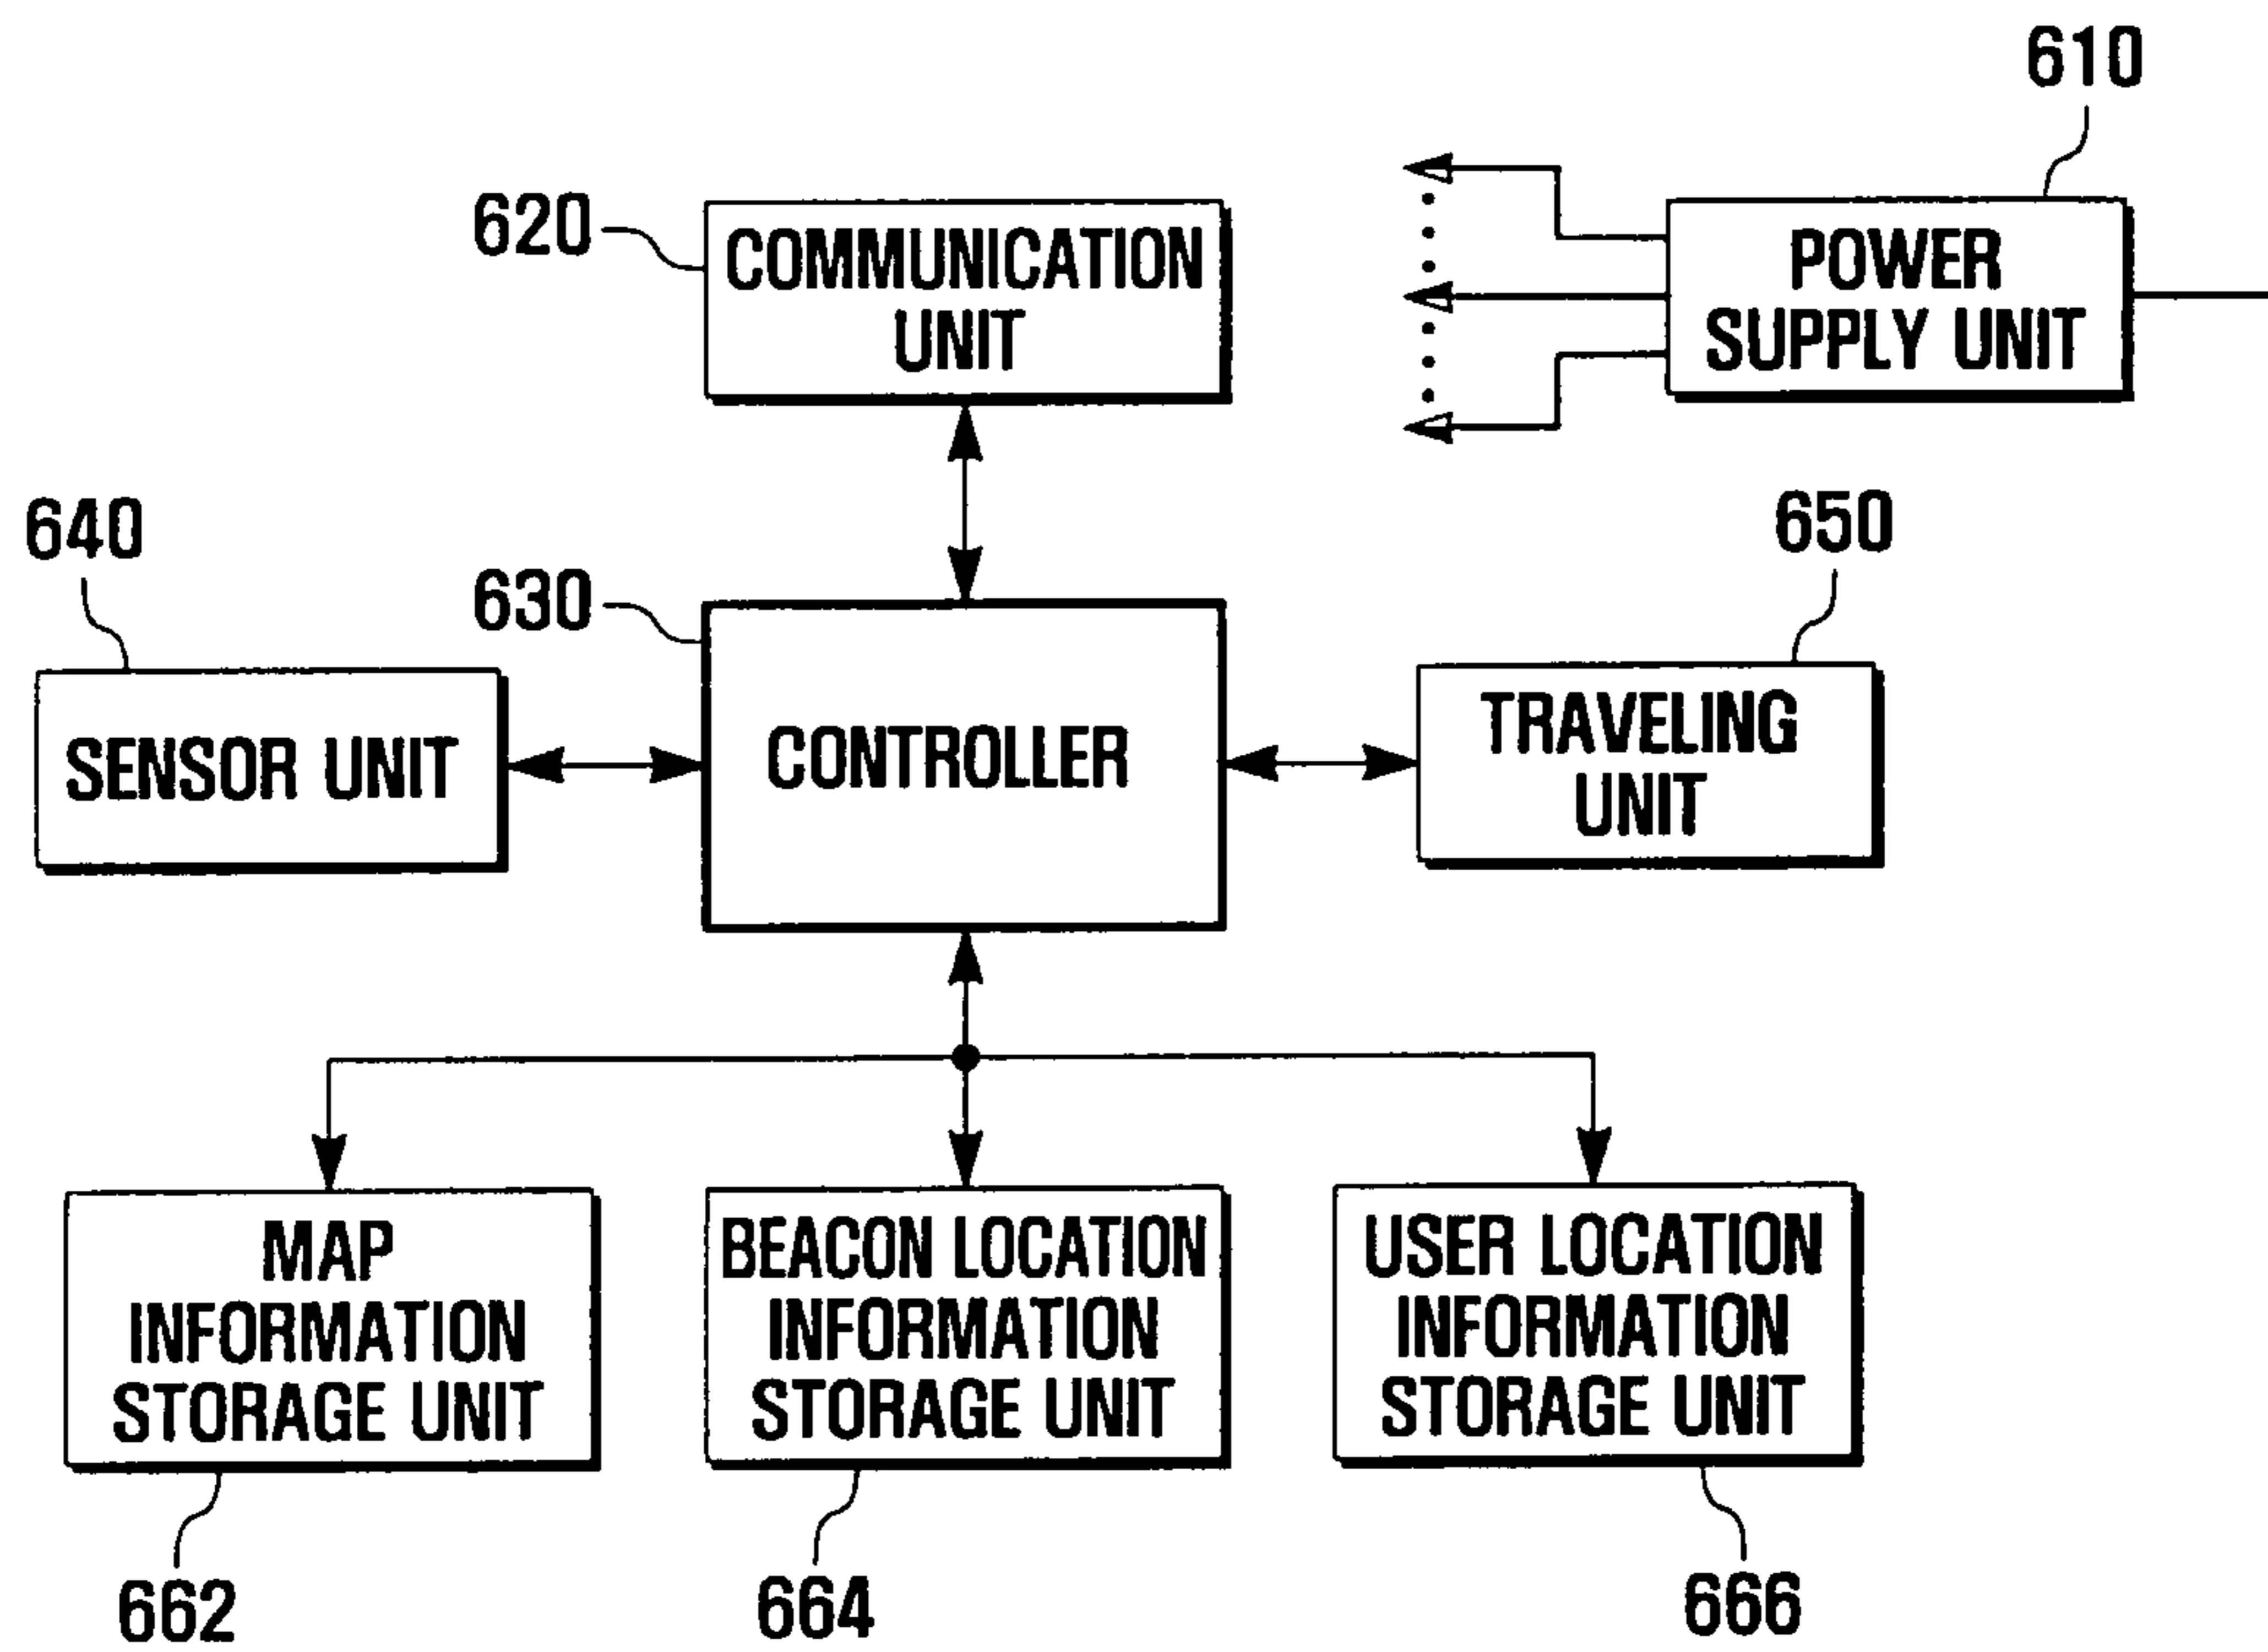 610
620
COMMUNICATION
UNIT
POWER
SUPPLY UNIT
640
630
650
SENSOR UNIT
CONTROLLER
TRAVELING
UNIT
MAP
INFORMATION
STORAGE UNIT
BEACON LOCATION
INFORMATION
STORAGE UNIT
USER LOCATION
INFORMATION
STORAGE UNIT
662
664
666